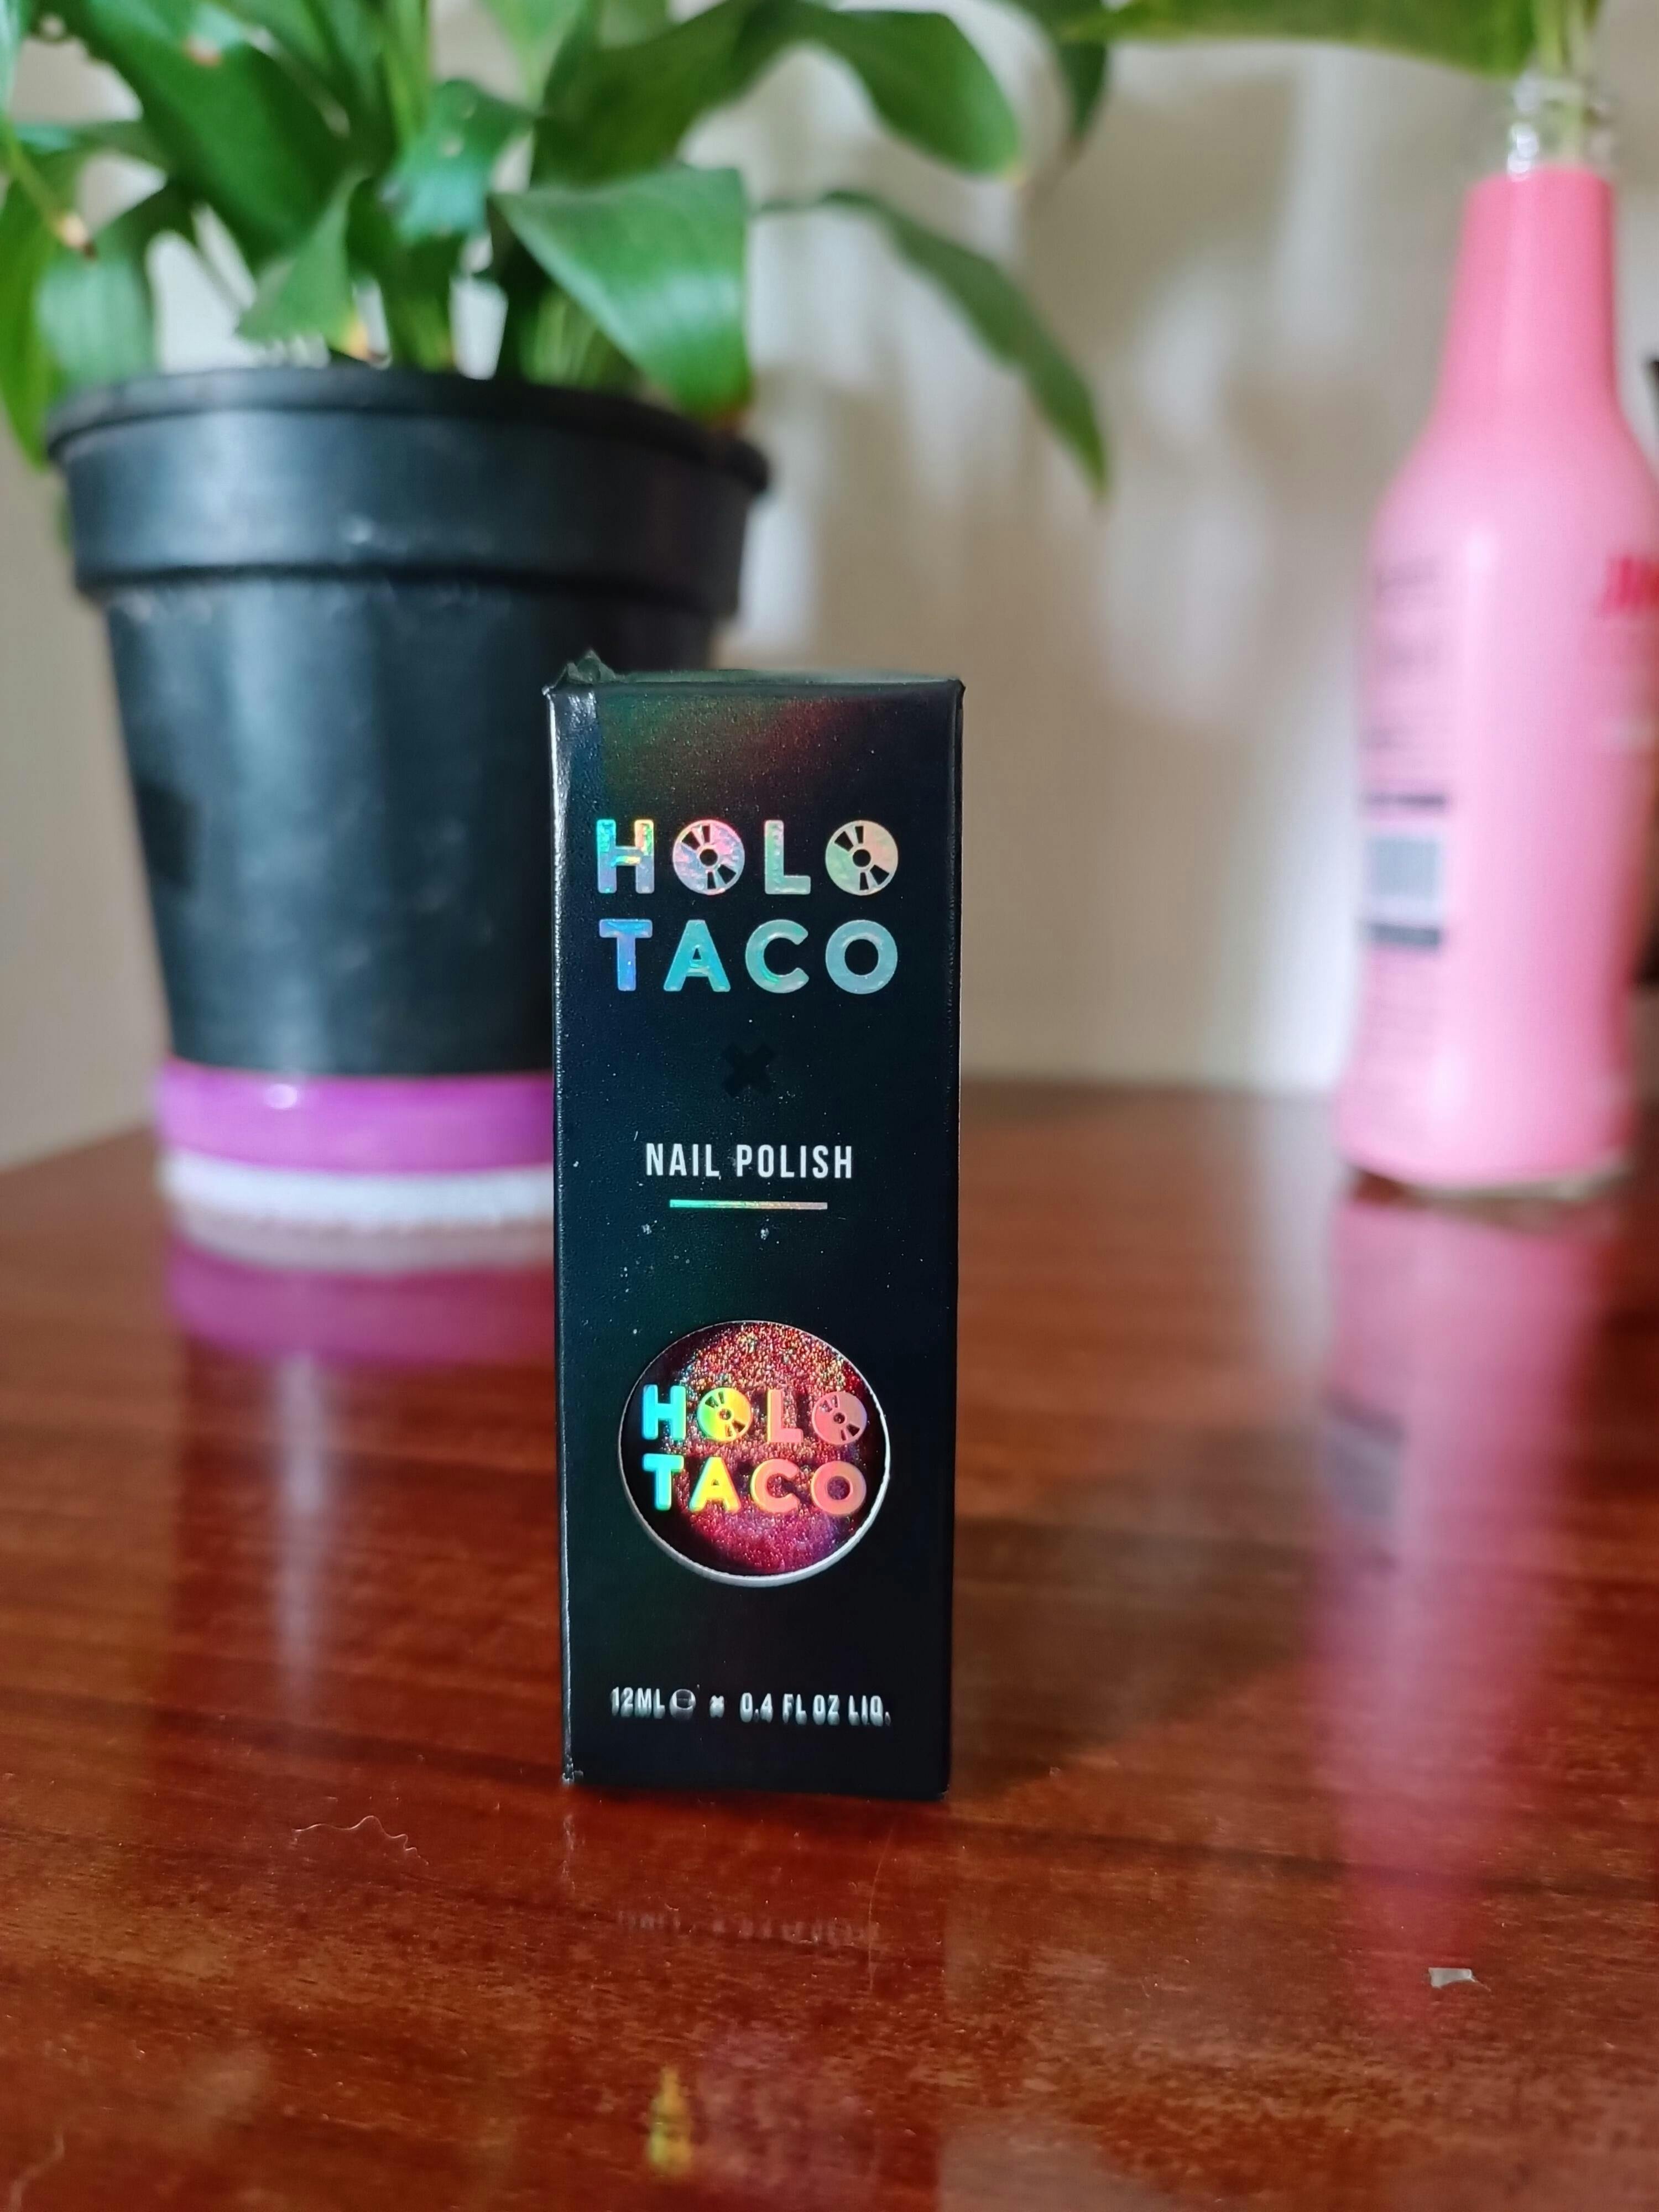 HOLO
TACO
NAIL POLISH
HOLO
TACO
12ML ℮ × 0.4 FL OZ LIQ.